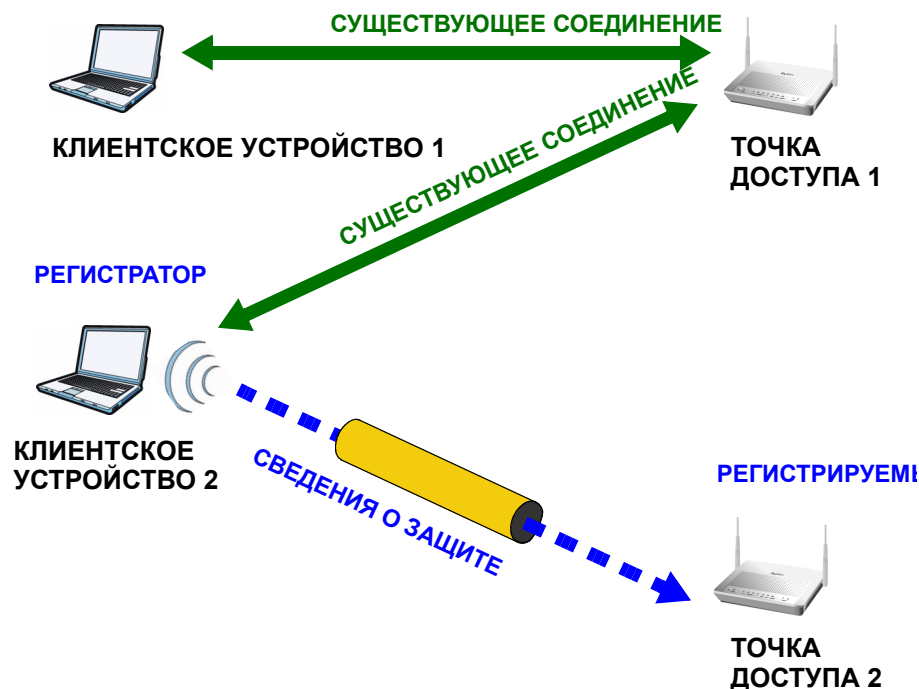 СУЩЕСТВУЮЩЕЕ СОЕДИНЕНИЕ
КЛИЕНТСКОЕ УСТРОЙСТВО 1
СУЩЕСТВУЮЩЕЕ СОЕДИНЕНИЕ
ТОЧКА
ДОСТУПА 1
РЕГИСТРАТОР
КЛИЕНТСКОЕ
УСТРОЙСТВО 2
СВЕДЕНИЯ О ЗАЩИТЕ
РЕГИСТРИРУЕМЫ
ТОЧКА
ДОСТУПА 2